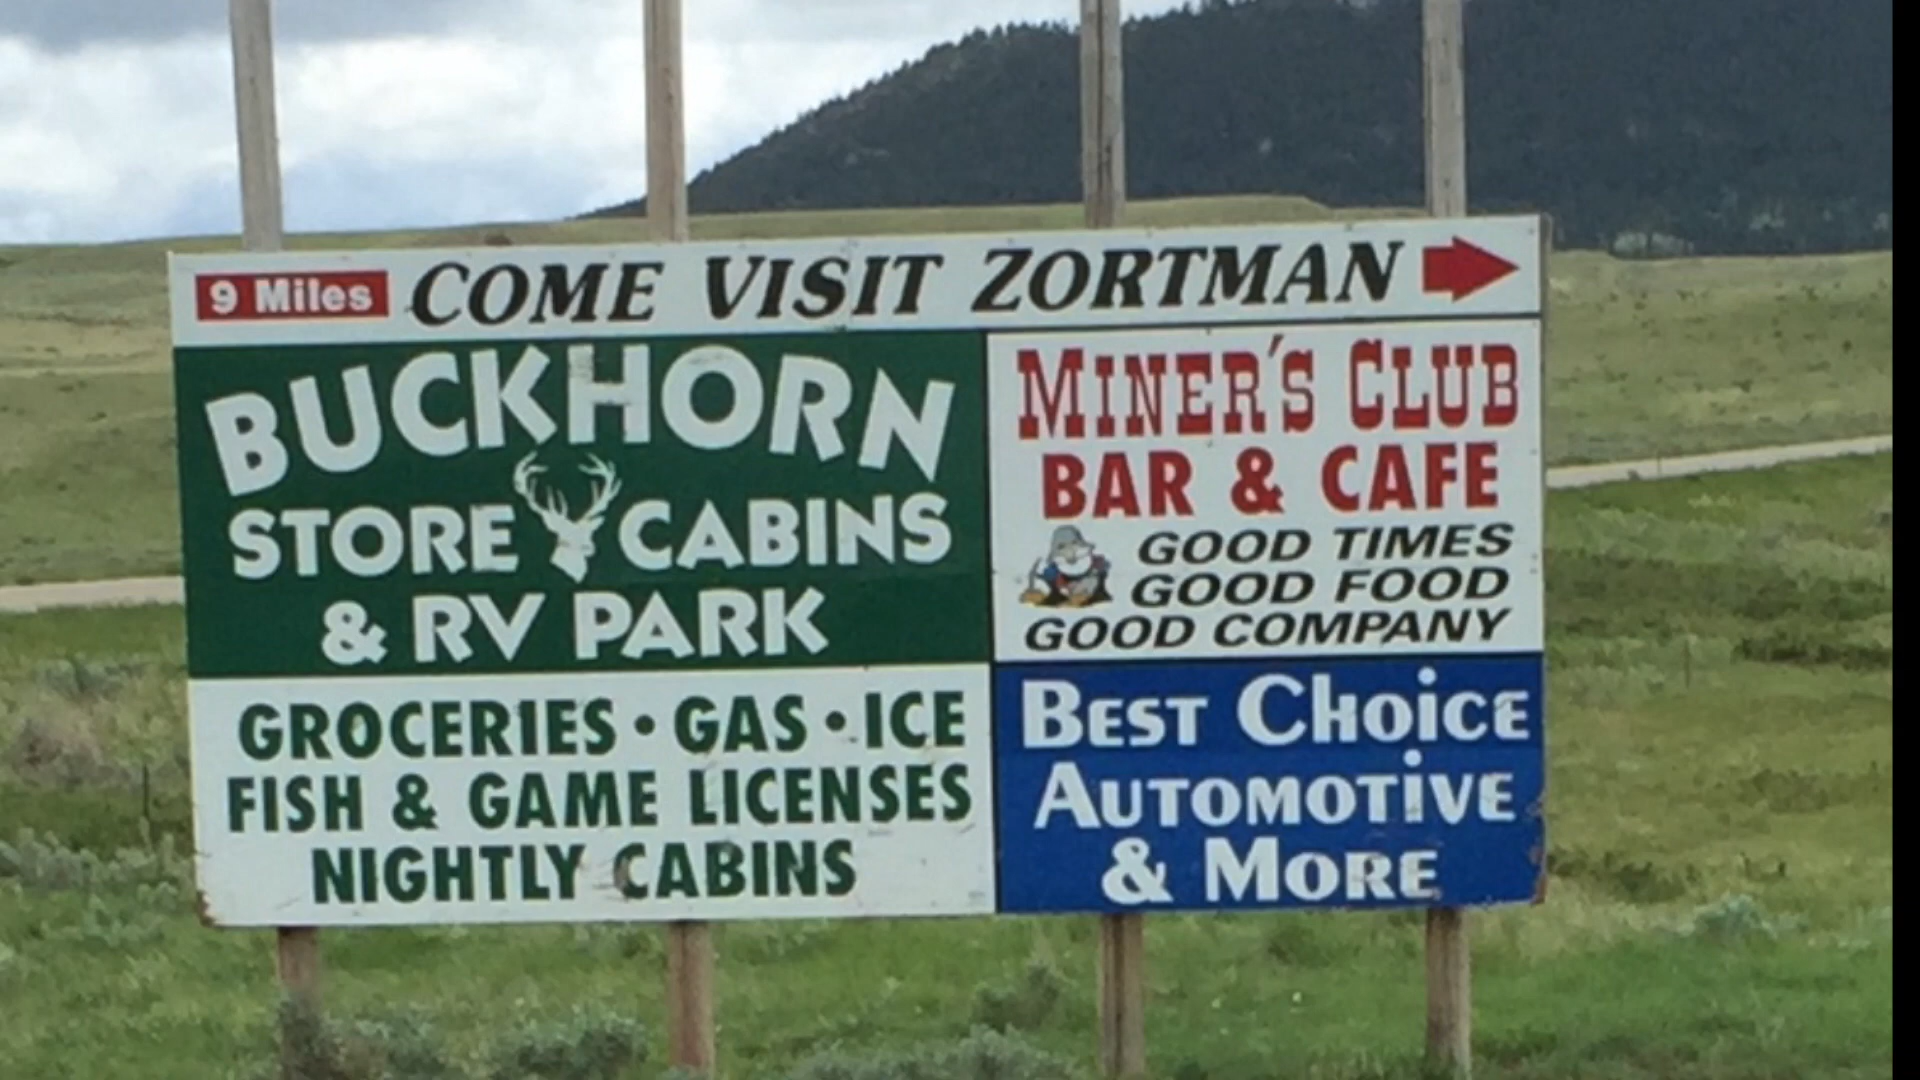 9 Miles COME VISIT ZORTMAN
BUCKHORN
STORE CABINS
& RV PARK
GROCERIES • GAS • ICE
FISH & GAME LICENSES
NIGHTLY CABINS
MINER'S CLUB
BAR & CAFE
GOOD TIMES
GOOD FOOD
GOOD COMPANY
BEST CHOiCE
AUTOMOTiVE
& MORE